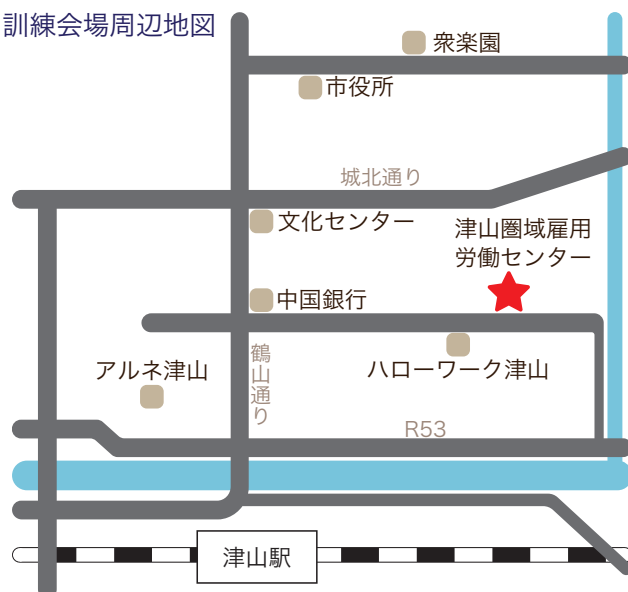 訓練会場周辺地図
衆楽園
市役所
城北通り
文化センター
津山圏域雇用
労働センター
中国銀行
鶴山通り
アルネ津山
ハローワーク津山
R53
津山駅